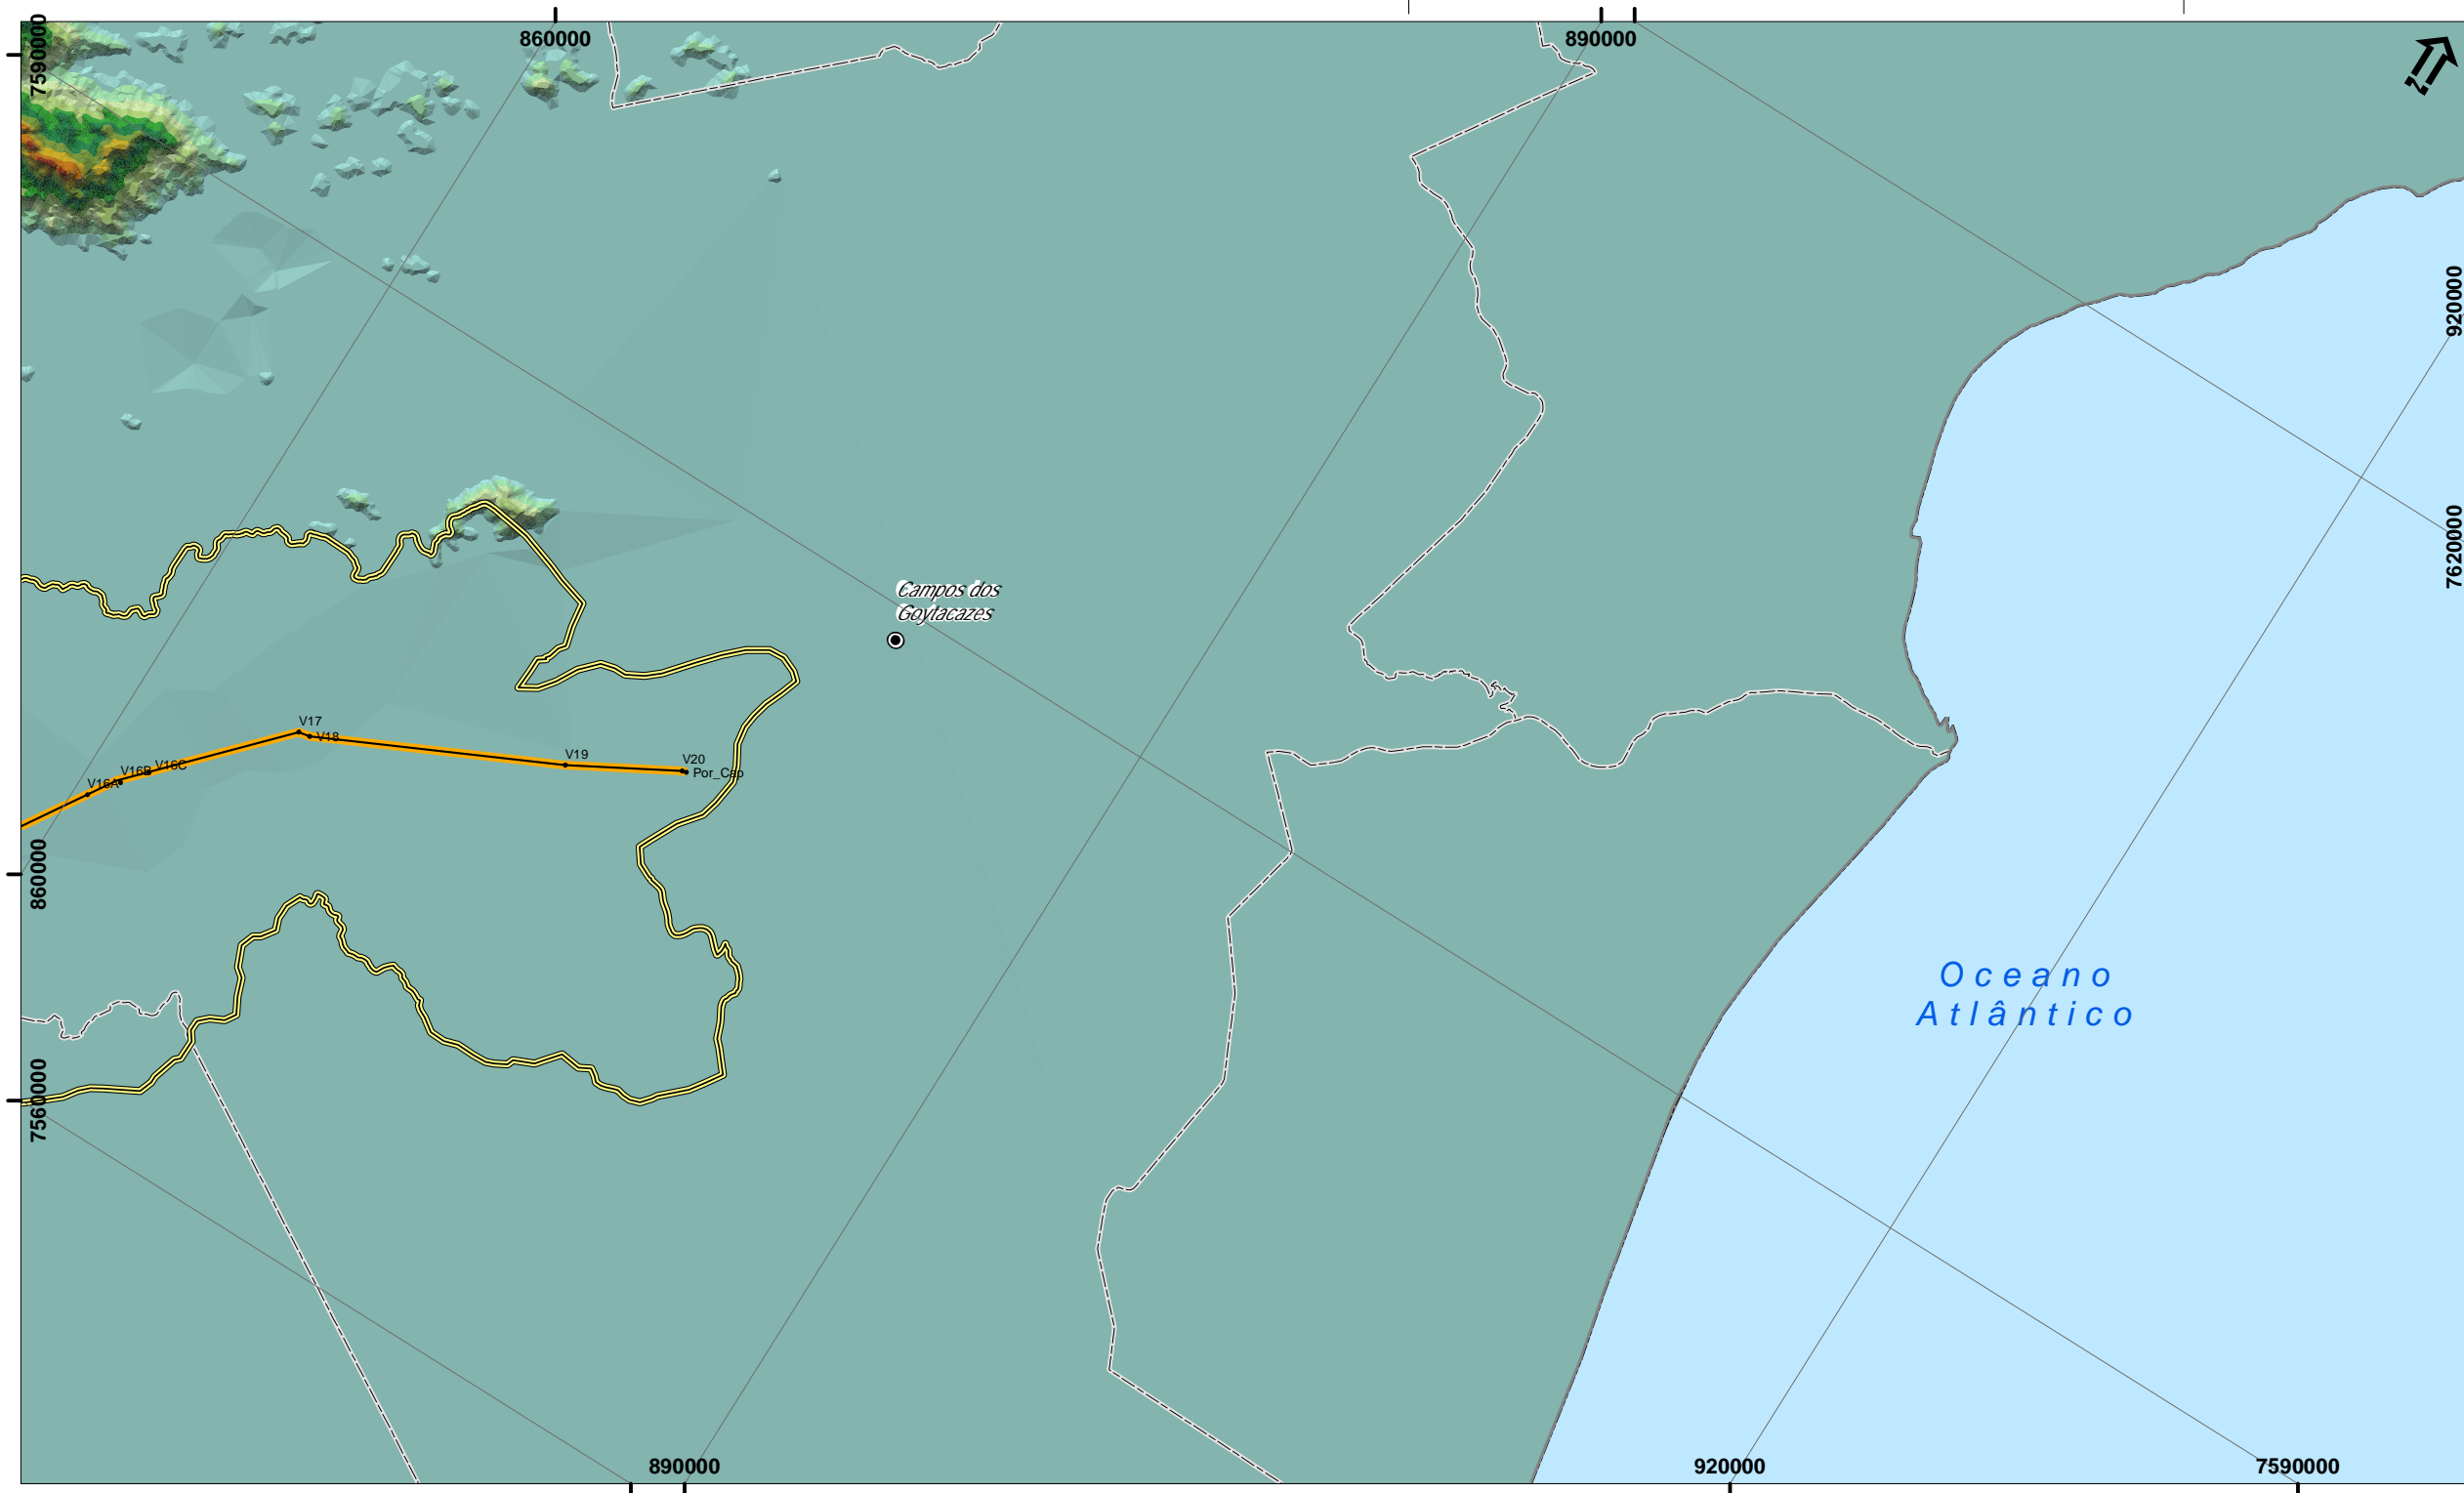 860000
890000
7590000
920000
7620000
Campos dos
Goytacazes
V17
V18
V19
V20
Por_Cap
V16C
V16B
V16A
860000
Oceano
Atlântico
7560000
890000
920000
7590000